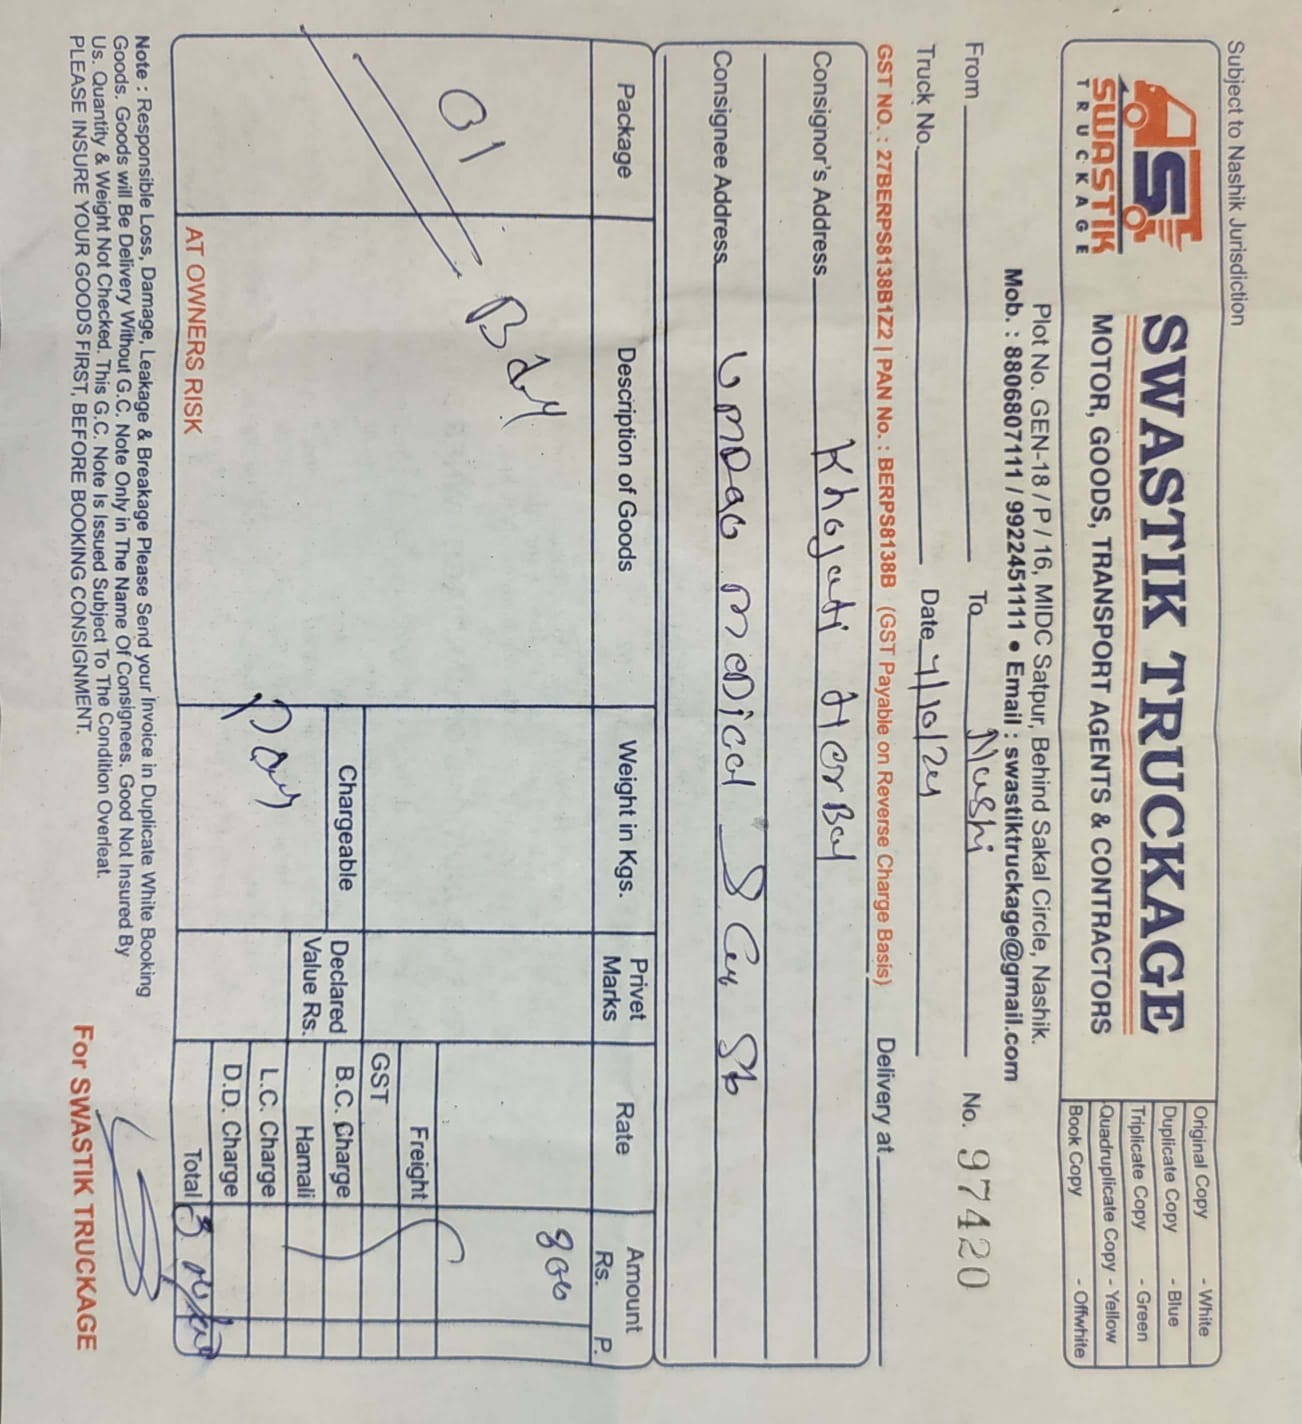 Subject to Nashik Jurisdiction
SWASTIK
TRUCKAGE
SWASTIK TRUCKAGE
MOTOR, GOODS, TRANSPORT AGENTS & CONTRACTORS
Original Copy - White
Duplicate Copy - Blue
Triplicate Copy - Green
Quadruplicate Copy - Yellow
Book Copy - Offwhite
Plot No. GEN-18 / P / 16, MIDC Satpur, Behind Sakal Circle, Nashik.
Mob. : 8806807111 / 9922451111 ● Email : swastiktruckage@gmail.com
From To Nashi No. 97420
Truck No. Date 7/10/24
GST NO. : 27BERPS8138B1Z2 | PAN No. : BERPS8138B (GST Payable on Reverse Charge Basis) Delivery at
Consignor's Address Khajati Herbal
Consignee Address medical
Package Description of Goods Weight in Kgs. Privet Marks Rate Amount Rs. P.
01
800
Freight
GST
Chargeable
Declared Value Rs.
B.C. Charge
Hamali
L.C. Charge
D.D. Charge
AT OWNERS RISK
Total
Note : Responsible Loss, Damage, Leakage & Breakage Please Send your Invoice in Duplicate White Booking
Goods. Goods will Be Delivery Without G.C. Note Only in The Name Of Consignees. Good Not Insured By
Us. Quantity & Weight Not Checked. This G.C. Note Is Issued Subject To The Condition Overleat.
PLEASE INSURE YOUR GOODS FIRST, BEFORE BOOKING CONSIGNMENT.
For SWASTIK TRUCKAGE